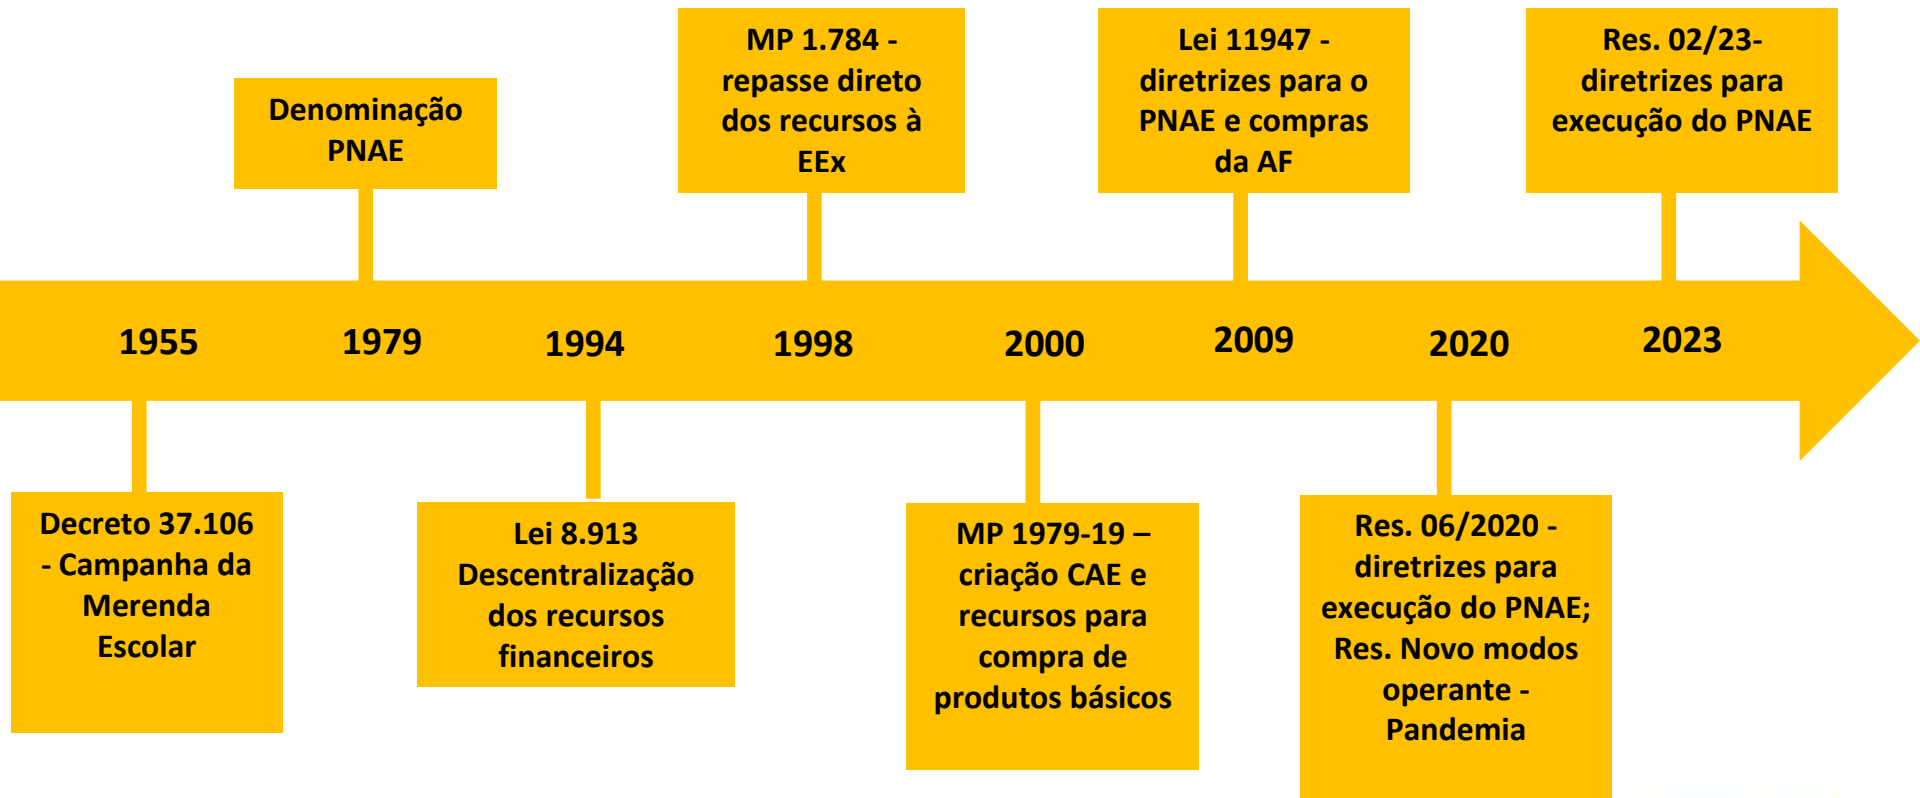 MP 1.784 -
repasse direto
dos recursos à
EEx
Lei 11947 -
diretrizes para o
PNAE e compras
da AF
Res. 02/23-
diretrizes para
execução do PNAE
Denominação
PNAE
1955
1979
1994
1998
2000
2009
2020
2023
Decreto 37.106
- Campanha da
Merenda
Escolar
Lei 8.913
Descentralização
dos recursos
financeiros
MP 1979-19 –
criação CAE e
recursos para
compra de
produtos básicos
Res. 06/2020 -
diretrizes para
execução do PNAE;
Res. Novo modos
operante -
Pandemia